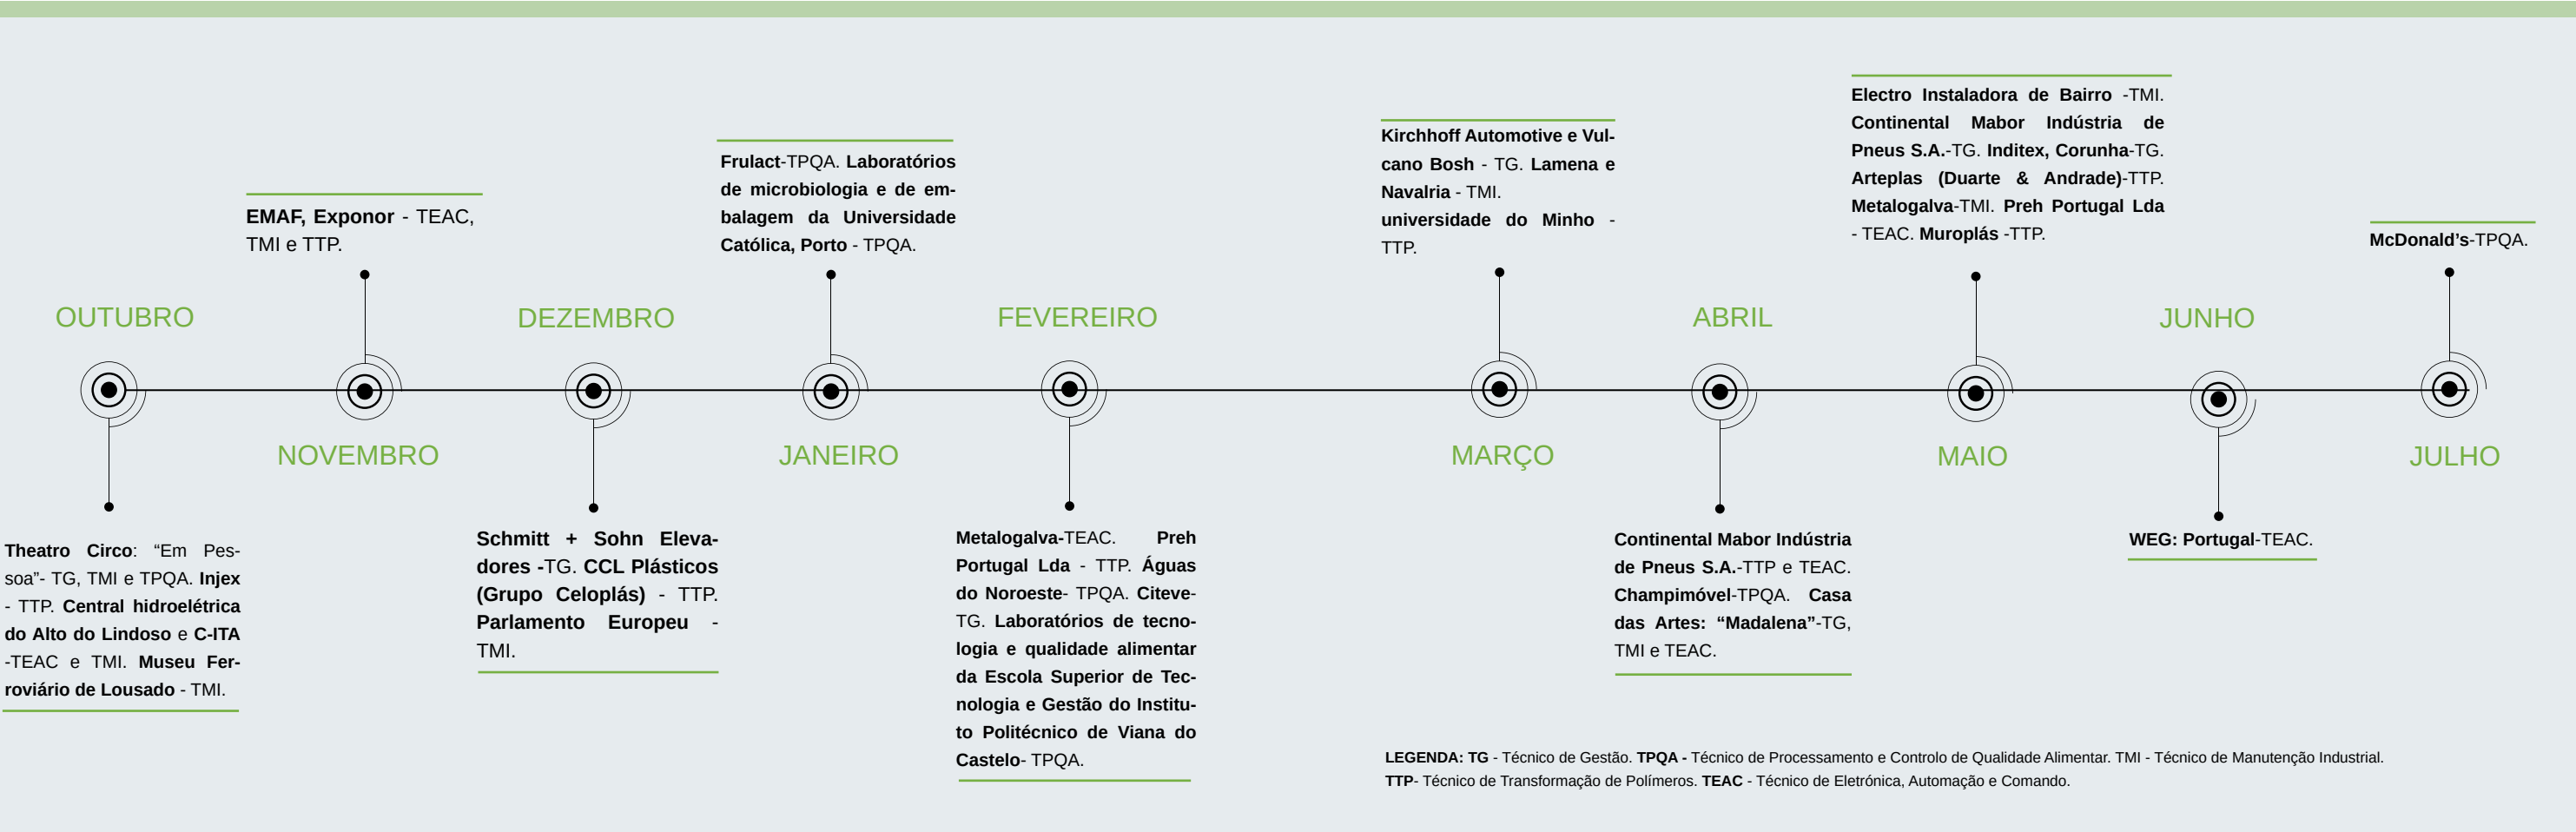 OUTUBRO
Theatro Circo: “Em Pes-
soa”- TG, TMI e TPQA. Injex
- TTP. Central hidroelétrica
do Alto do Lindoso e C-ITA
-TEAC e TMI. Museu Fer-
roviário de Lousado - TMI.
EMAF, Exponor - TEAC,
TMI e TTP.
NOVEMBRO
DEZEMBRO
Schmitt + Sohn Eleva-
dores -TG. CCL Plásticos
(Grupo Celoplás) - TTP.
Parlamento Europeu -
TMI.
Frulact-TPQA. Laboratórios
de microbiologia e de em-
balagem da Universidade
Católica, Porto - TPQA.
JANEIRO
FEVEREIRO
Metalogalva-TEAC. Preh
Portugal Lda - TTP. Águas
do Noroeste- TPQA. Citeve-
TG. Laboratórios de tecno-
logia e qualidade alimentar
da Escola Superior de Tec-
nologia e Gestão do Institu-
to Politécnico de Viana do
Castelo- TPQA.
Kirchhoff Automotive e Vul-
cano Bosh - TG. Lamena e
Navalria - TMI.
universidade do Minho -
TTP.
MARÇO
ABRIL
Continental Mabor Indústria
de Pneus S.A.-TTP e TEAC.
Champimóvel-TPQA. Casa
das Artes: “Madalena”-TG,
TMI e TEAC.
Electro Instaladora de Bairro -TMI.
Continental Mabor Indústria de
Pneus S.A.-TG. Inditex, Corunha-TG.
Arteplas (Duarte & Andrade)-TTP.
Metalogalva-TMI. Preh Portugal Lda
- TEAC. Muroplás -TTP.
MAIO
JUNHO
WEG: Portugal-TEAC.
McDonald’s-TPQA.
JULHO
LEGENDA: TG - Técnico de Gestão. TPQA - Técnico de Processamento e Controlo de Qualidade Alimentar. TMI - Técnico de Manutenção Industrial.
TTP- Técnico de Transformação de Polímeros. TEAC - Técnico de Eletrónica, Automação e Comando.